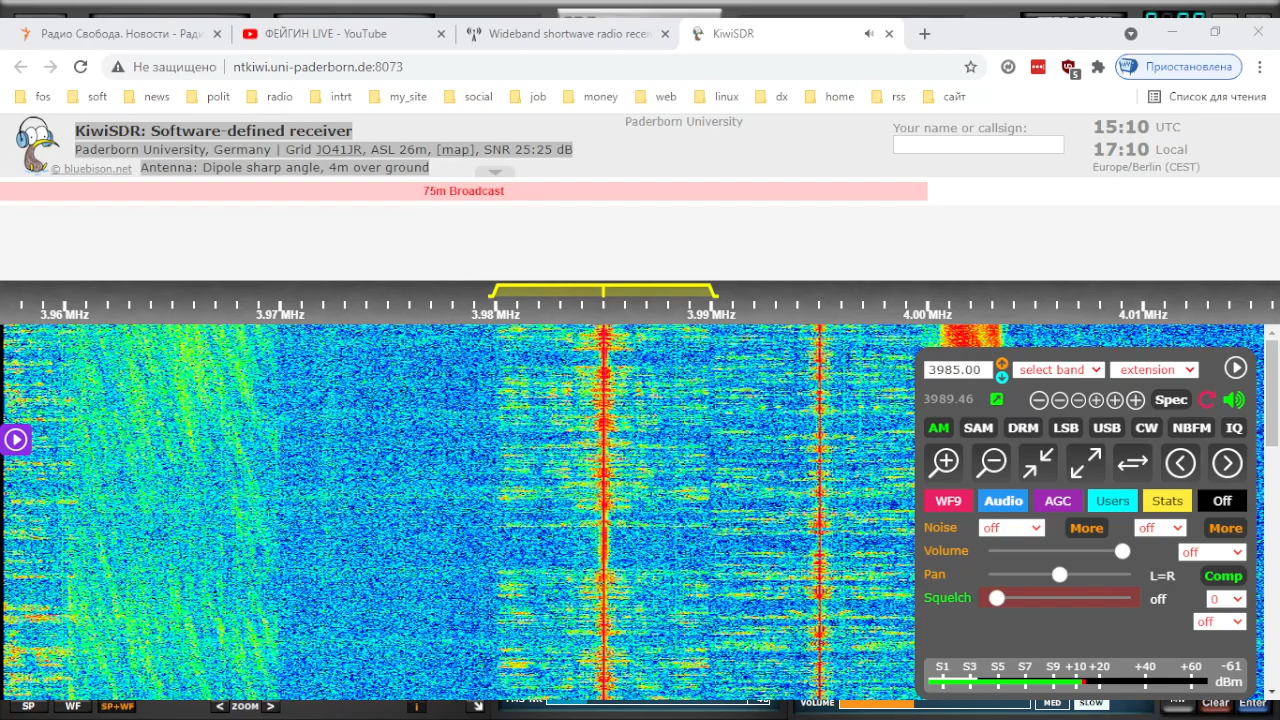 Радио Свобода. Новости - Ради
ФЕЙГИН LIVE - YouTube
Wideband shortwave radio recei
KiwiSDR
Не защищено
ntkiwi.uni-paderborn.de:8073
5
Приостановлена
fos
soft
news
polit
radio
intrt
my_site
social
job
money
web
linux
dx
home
rss
сайт
Список для чтения
KiwiSDR: Software-defined receiver
Paderborn University, Germany | Grid JO41JR, ASL 26m, [map], SNR 25:25 dB
© bluebison.net
Antenna: Dipole sharp angle, 4m over ground
Paderborn University
Your name or callsign:
15:10 UTC
17:10 Local
Europe/Berlin (CEST)
75m Broadcast
3.96 MHz
3.97 MHz
3.98 MHz
3.99 MHz
4.00 MHz
4.01 MHz
3985.00
select band
extension
3989.46
Spec
AM
SAM
DRM
LSB
USB
CW
NBFM
IQ
WF9
Audio
AGC
Users
Stats
Off
Noise
off
More
off
More
Volume
off
Pan
L=R
Comp
Squelch
off
0
off
S1
S3
S5
S7
S9
+10
+20
+40
+60
-61
dBm
SP
WF
SP+WF
ZOOM
VOLUME
MED
SLOW
Clear
Enter